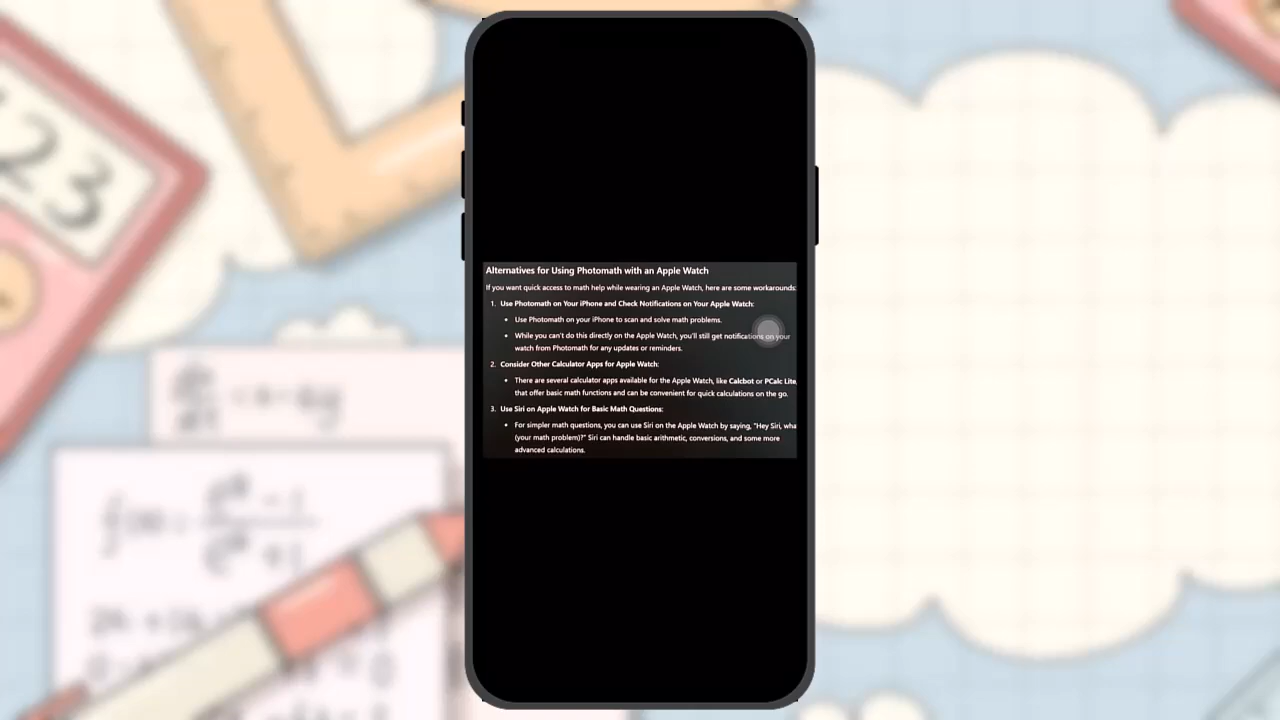 Alternatives for Using Photomath with an Apple Watch
If you want quick access to math help while wearing an Apple Watch, here are some workarounds:
1. Use Photomath on Your iPhone and Check Notifications on Your Apple Watch:
• Use Photomath on your iPhone to scan and solve math problems.
• While you can't do this directly on the Apple Watch, you'll still get notifications on your
watch from Photomath for any updates or reminders.
2. Consider Other Calculator Apps for Apple Watch:
• There are several calculator apps available for the Apple Watch, like Calcbot or PCalc Lite,
that offer basic math functions and can be convenient for quick calculations on the go.
3. Use Siri on Apple Watch for Basic Math Questions:
• For simpler math questions, you can use Siri on the Apple Watch by saying, "Hey Siri, wha
(your math problem)?" Siri can handle basic arithmetic, conversions, and some more
advanced calculations.
123